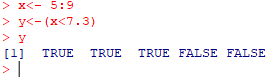 > x<- 5:9
> y<-(x<7.3)
> y
[1]  TRUE  TRUE  TRUE FALSE FALSE
>